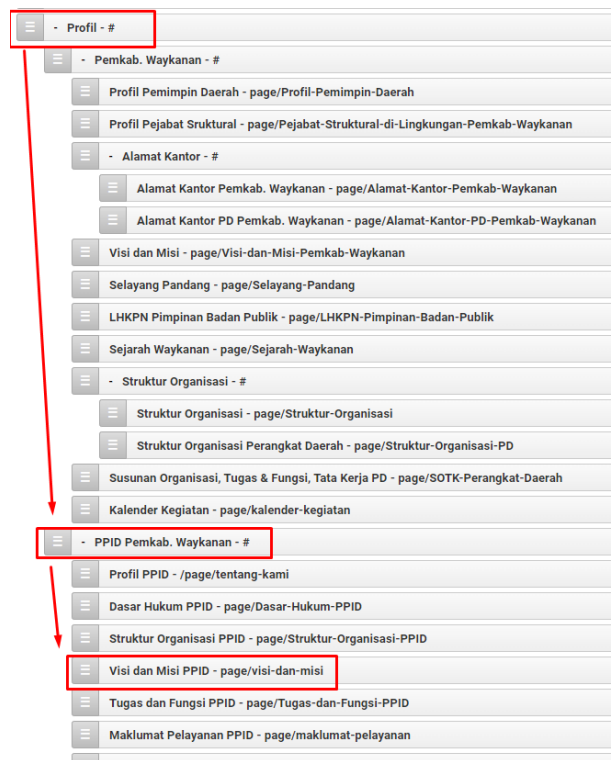 - Profil - #
- Pemkab. Waykanan - #
Profil Pemimpin Daerah - page/Profil-Pemimpin-Daerah
Profil Pejabat Sruktural - page/Pejabat-Struktural-di-Lingkungan-Pemkab-Waykanan
- Alamat Kantor - #
Alamat Kantor Pemkab. Waykanan - page/Alamat-Kantor-Pemkab-Waykanan
Alamat Kantor PD Pemkab. Waykanan - page/Alamat-Kantor-PD-Pemkab-Waykanan
Visi dan Misi - page/Visi-dan-Misi-Pemkab-Waykanan
Selayang Pandang - page/Selayang-Pandang
LHKPN Pimpinan Badan Publik - page/LHKPN-Pimpinan-Badan-Publik
Sejarah Waykanan - page/Sejarah-Waykanan
- Struktur Organisasi - #
Struktur Organisasi - page/Struktur-Organisasi
Struktur Organisasi Perangkat Daerah - page/Struktur-Organisasi-PD
Susunan Organisasi, Tugas & Fungsi, Tata Kerja PD - page/SOTK-Perangkat-Daerah
Kalender Kegiatan - page/kalender-kegiatan
- PPID Pemkab. Waykanan - #
Profil PPID - /page/tentang-kami
Dasar Hukum PPID - page/Dasar-Hukum-PPID
Struktur Organisasi PPID - page/Struktur-Organisasi-PPID
Visi dan Misi PPID - page/visi-dan-misi
Tugas dan Fungsi PPID - page/Tugas-dan-Fungsi-PPID
Maklumat Pelayanan PPID - page/maklumat-pelayanan